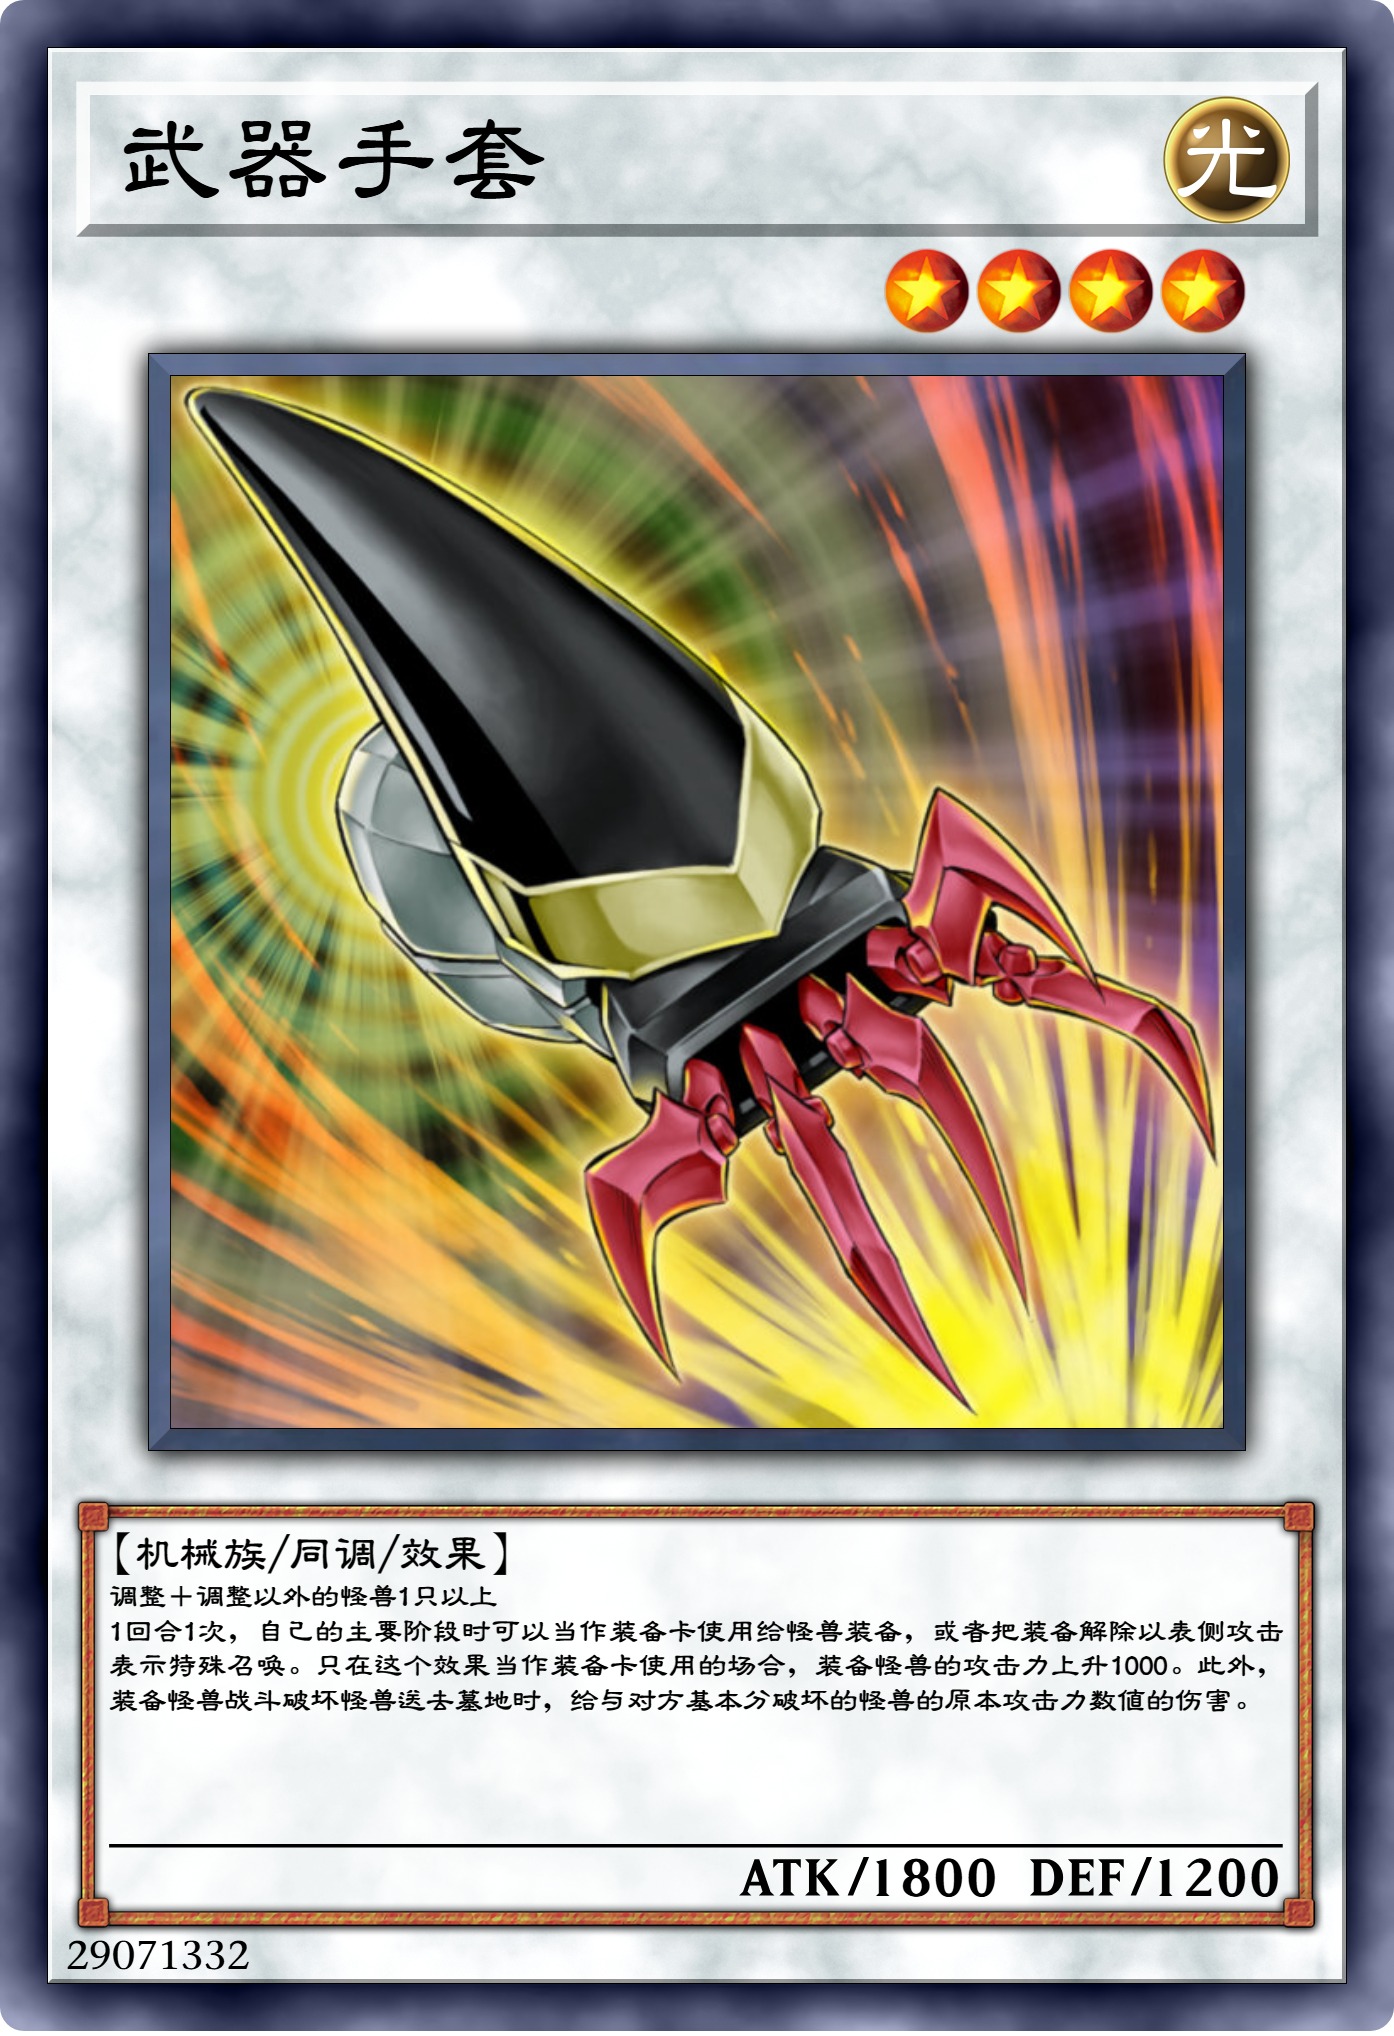 武器手套
光
【机械族/同调/效果】
调整＋调整以外的怪兽1只以上
1回合1次，自己的主要阶段时可以当作装备卡使用给怪兽装备，或者把装备解除以表侧攻击
表示特殊召唤。只在这个效果当作装备卡使用的场合，装备怪兽的攻击力上升1000。此外，
装备怪兽战斗破坏怪兽送去墓地时，给与对方基本分破坏的怪兽的原本攻击力数值的伤害。
ATK/1800 DEF/1200
29071332